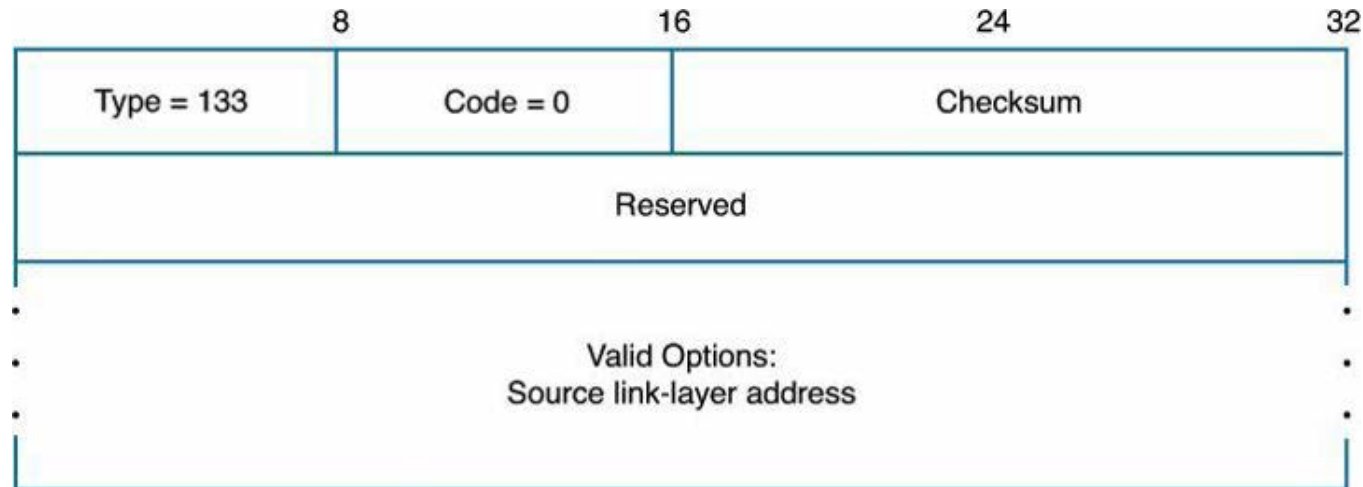 8 16 24 32
Type = 133 Code = 0 Checksum
Reserved
Valid Options:
Source link-layer address